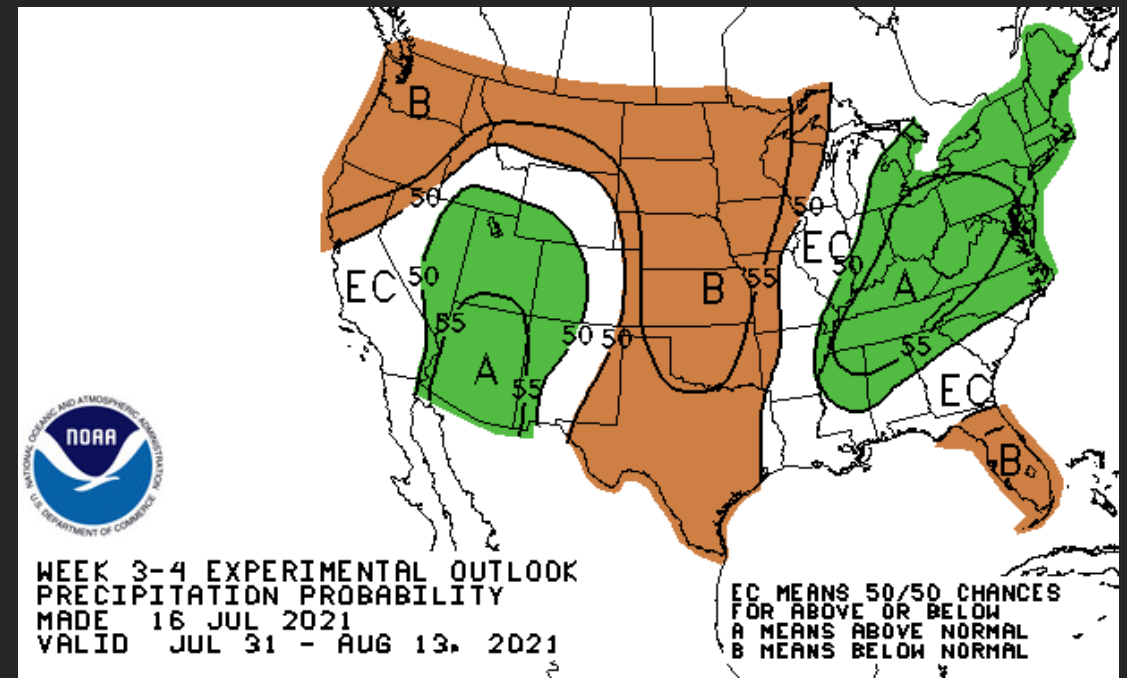 B
50
EC
50
50
EC
50
B
55
A
55
50
50
A
55
55
EC
B
NATIONAL OCEANIC AND ATMOSPHERIC ADMINISTRATION
NOAA
U.S. DEPARTMENT OF COMMERCE
WEEK 3-4 EXPERIMENTAL OUTLOOK
PRECIPITATION PROBABILITY
MADE 16 JUL 2021
VALID JUL 31 - AUG 13, 2021
EC MEANS 50/50 CHANCES
FOR ABOVE OR BELOW
A MEANS ABOVE NORMAL
B MEANS BELOW NORMAL